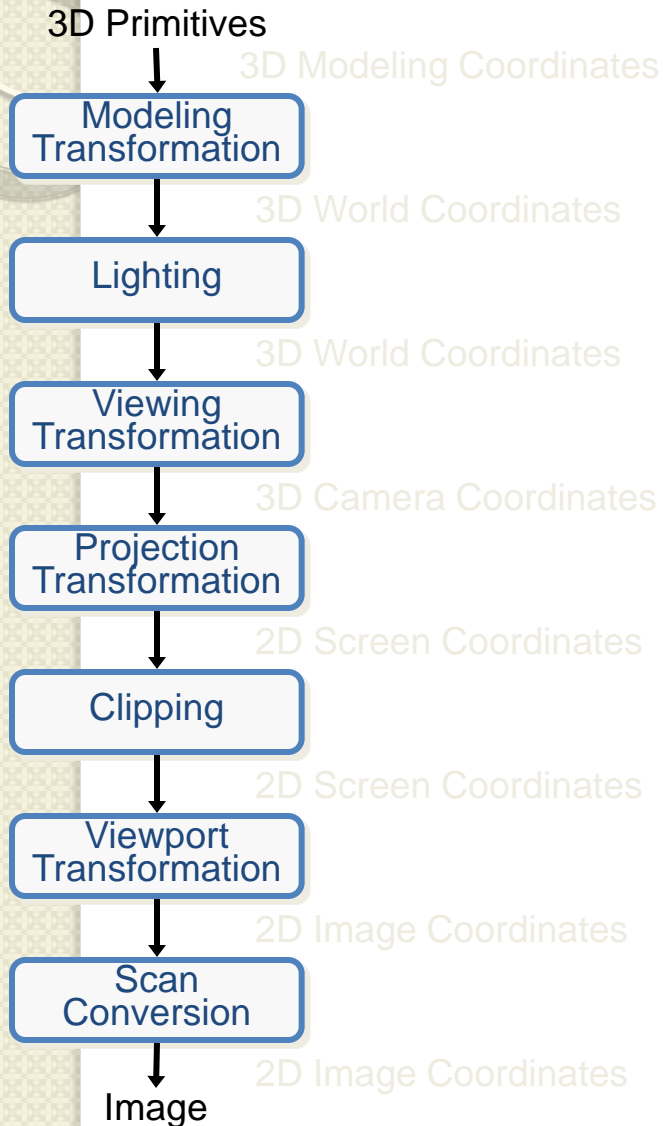 3D Primitives
3D Modeling Coordinates
Modeling
Transformation
3D World Coordinates
Lighting
3D World Coordinates
Viewing
Transformation
3D Camera Coordinates
Projection
Transformation
2D Screen Coordinates
Clipping
2D Screen Coordinates
Viewport
Transformation
2D Image Coordinates
Scan
Conversion
2D Image Coordinates
Image